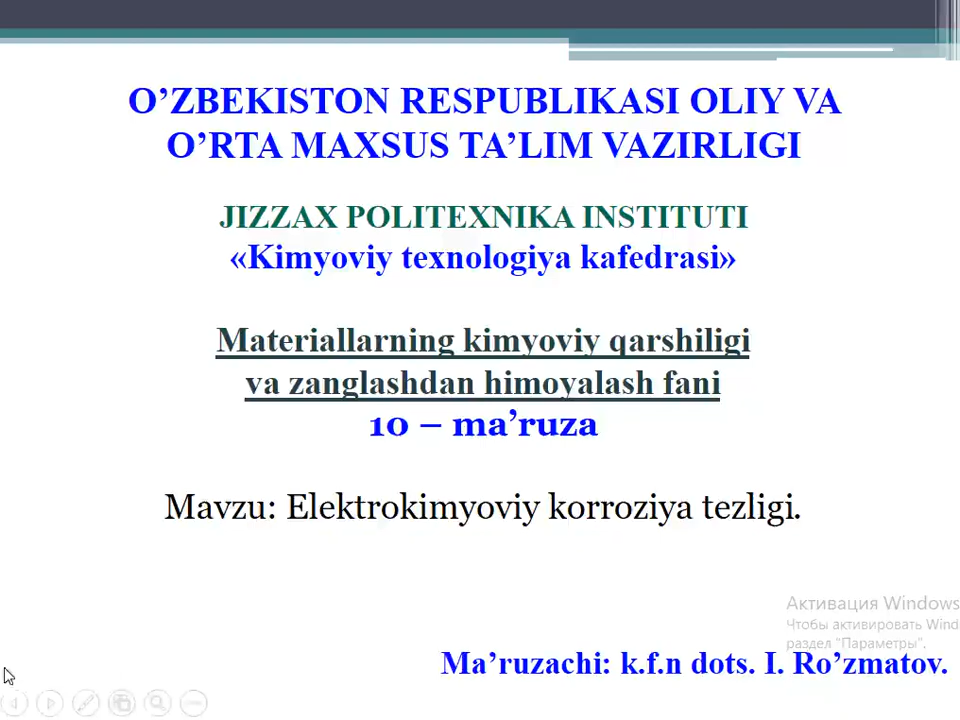 O’ZBEKISTON RESPUBLIKASI OLIY VA
O’RTA MAXSUS TA’LIM VAZIRLIGI
JIZZAX POLITEXNIKA INSTITUTI
«Kimyoviy texnologiya kafedrasi»
Materiallarning kimyoviy qarshiligi
va zanglashdan himoyalash fani
10 – ma’ruza
Mavzu: Elektrokimyoviy korroziya tezligi.
Активация Windows
Чтобы активировать Wind
раздел "Параметры".
Ma’ruzachi: k.f.n dots. I. Ro’zmatov.